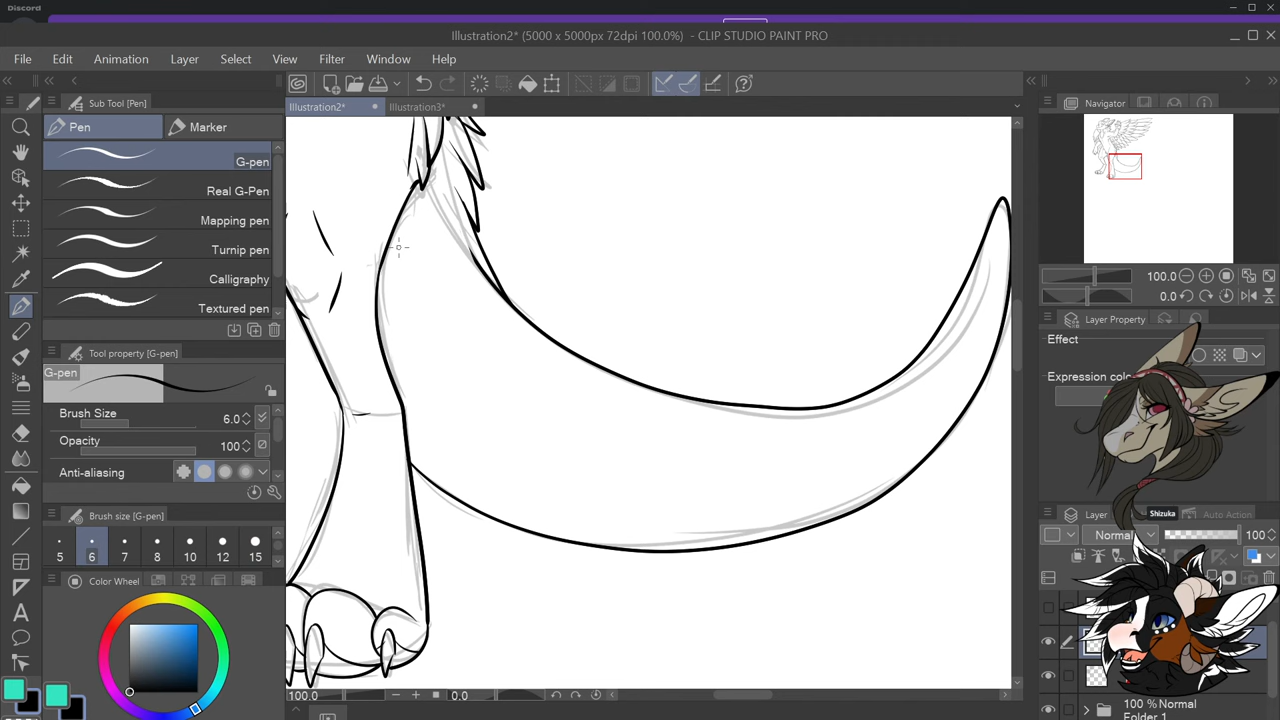 Discord
Illustration2* (5000 x 5000px 72dpi 100.0%) - CLIP STUDIO PAINT PRO
File Edit Animation Layer Select View Filter Window Help
Sub Tool [Pen]
Illustration2* Illustration3*
Navigator
Pen Marker
G-pen
Real G-Pen
Mapping pen
Turnip pen
Calligraphy
Textured pen
100.0
0.0
Layer Property
Effect
Expression colo
Tool property [G-pen]
G-pen
Brush Size 6.0
Opacity 100
Anti-aliasing
Brush size [G-pen]
5 6 7 8 10 12 15
Color Wheel
Layer Shizuka Auto Action
Normal 100
100.0 0.0
100 % Normal
Folder 1